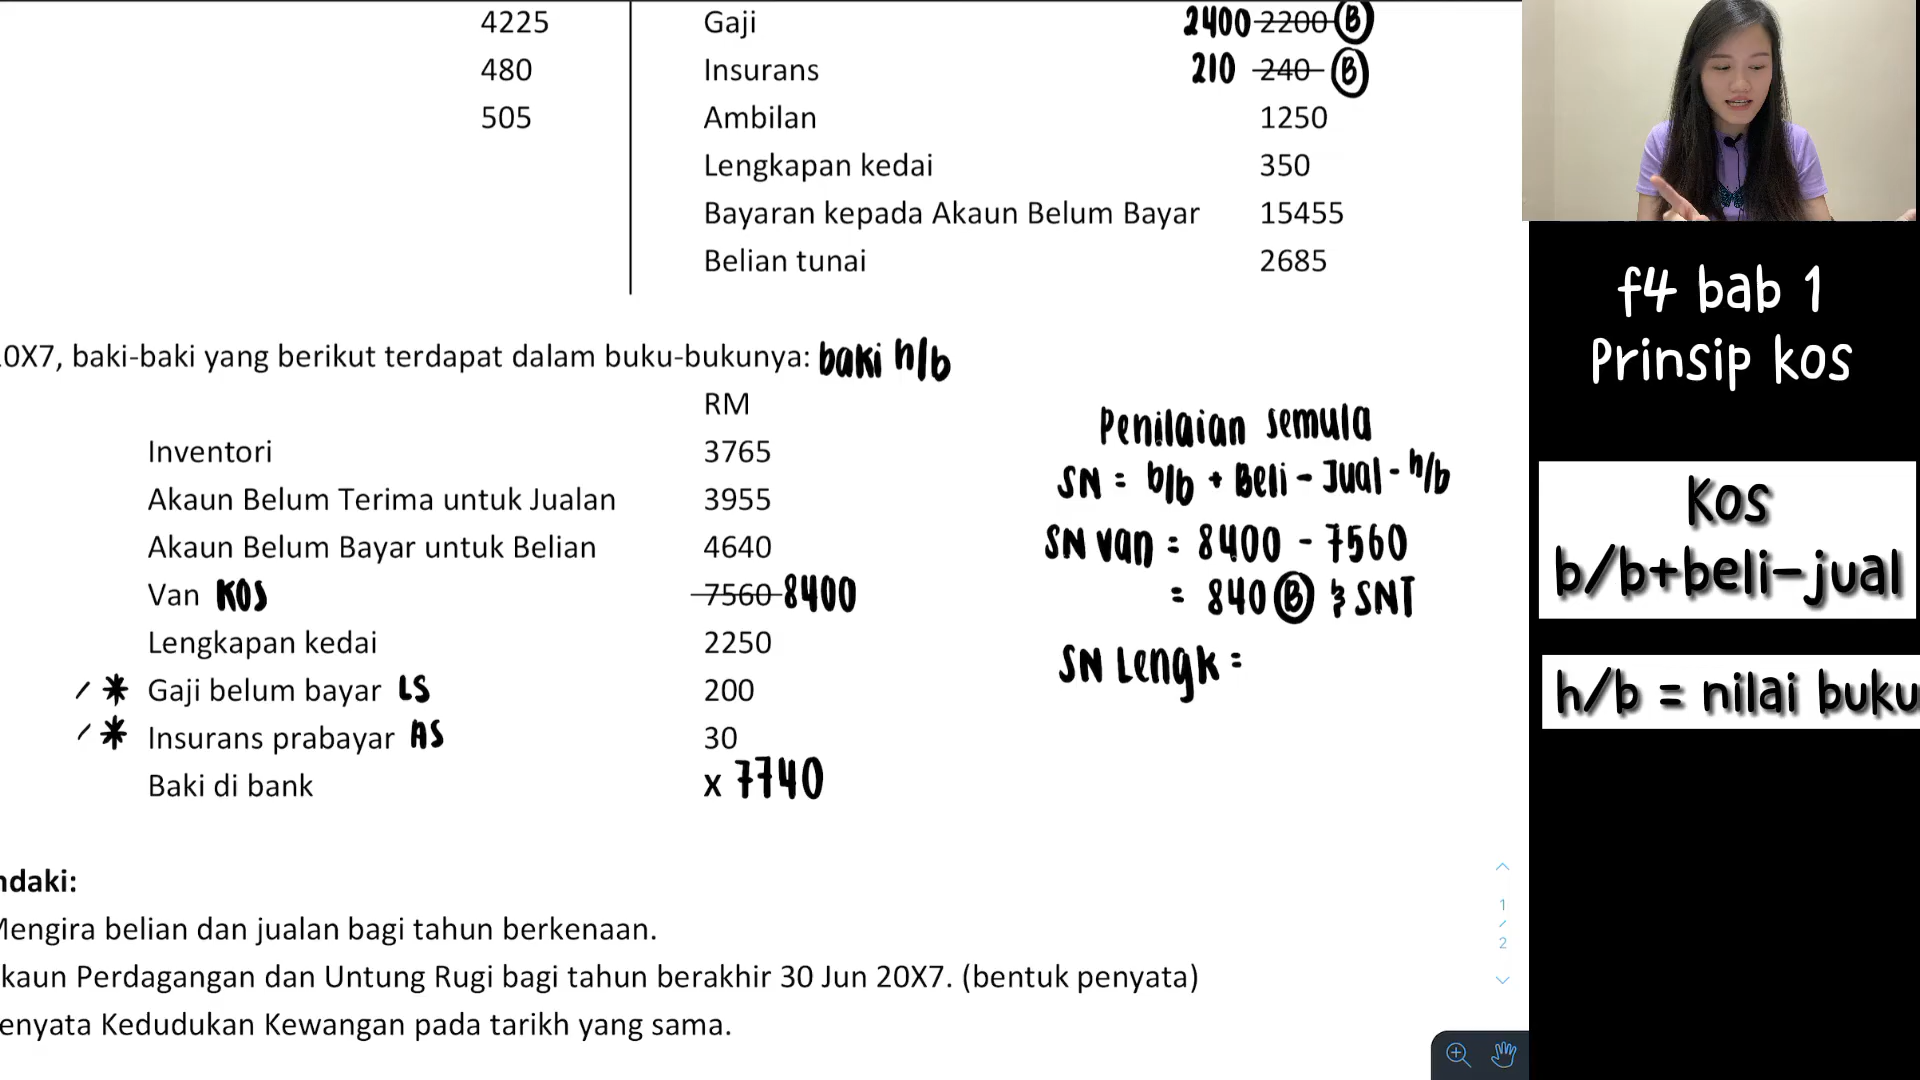 4225 Gaji 2400 2200 B
480 Insurans 210 240 B
505 Ambilan 1250
Lengkapan kedai 350
Bayaran kepada Akaun Belum Bayar 15455
Belian tunai 2685
0X7, baki-baki yang berikut terdapat dalam buku-bukunya: baki h/b
RM
Inventori 3765
Akaun Belum Terima untuk Jualan 3955
Akaun Belum Bayar untuk Belian 4640
Van KOS 7560 8400
Lengkapan kedai 2250
/ * Gaji belum bayar LS 200
/ * Insurans prabayar AS 30
Baki di bank x 7740
Penilaian semula
SN = b/b + Beli - Jual - h/b
SN van = 8400 - 7560
= 840 B & SNT
SN Lengk =
ndaki:
Mengira belian dan jualan bagi tahun berkenaan.
kaun Perdagangan dan Untung Rugi bagi tahun berakhir 30 Jun 20X7. (bentuk penyata)
enyata Kedudukan Kewangan pada tarikh yang sama.
1
/
2
f4 bab 1
Prinsip kos
Kos
b/b+beli-jual
h/b = nilai buku